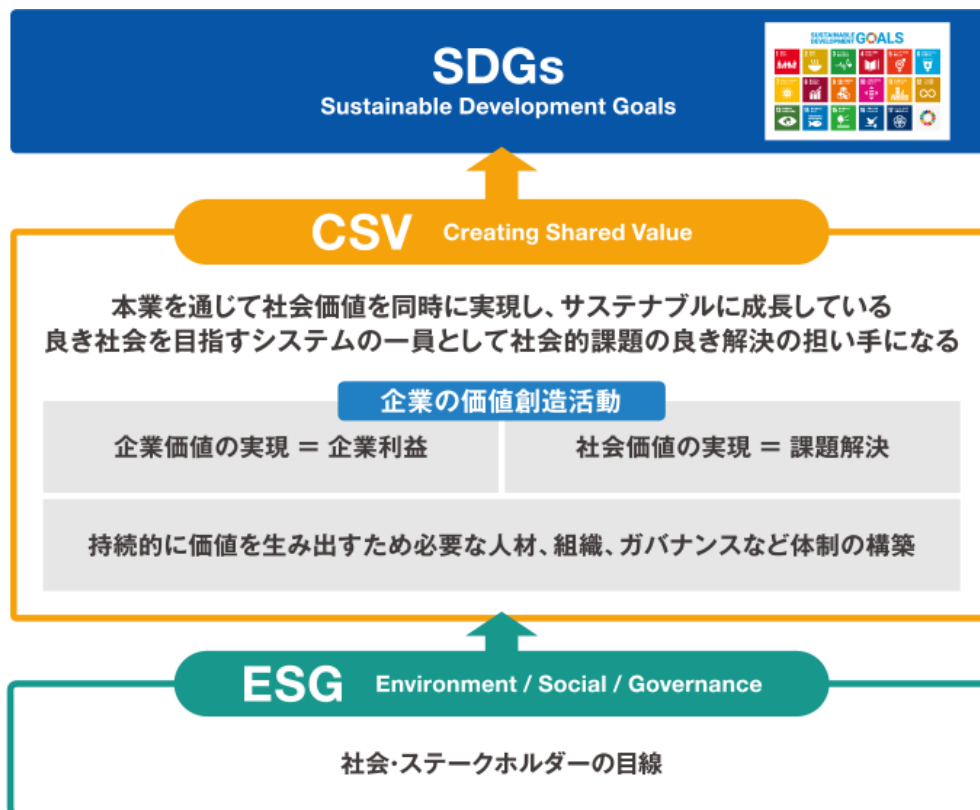 SDGs
Sustainable Development Goals
SUSTAINABLE
DEVELOPMENT GOALS
CSV Creating Shared Value
本業を通じて社会価値を同時に実現し、サステナブルに成長している
良き社会を目指すシステムの一員として社会的課題の良き解決の担い手になる
企業の価値創造活動
企業価値の実現 = 企業利益
社会価値の実現 = 課題解決
持続的に価値を生み出すため必要な人材、組織、ガバナンスなど体制の構築
ESG Environment / Social / Governance
社会・ステークホルダーの目線